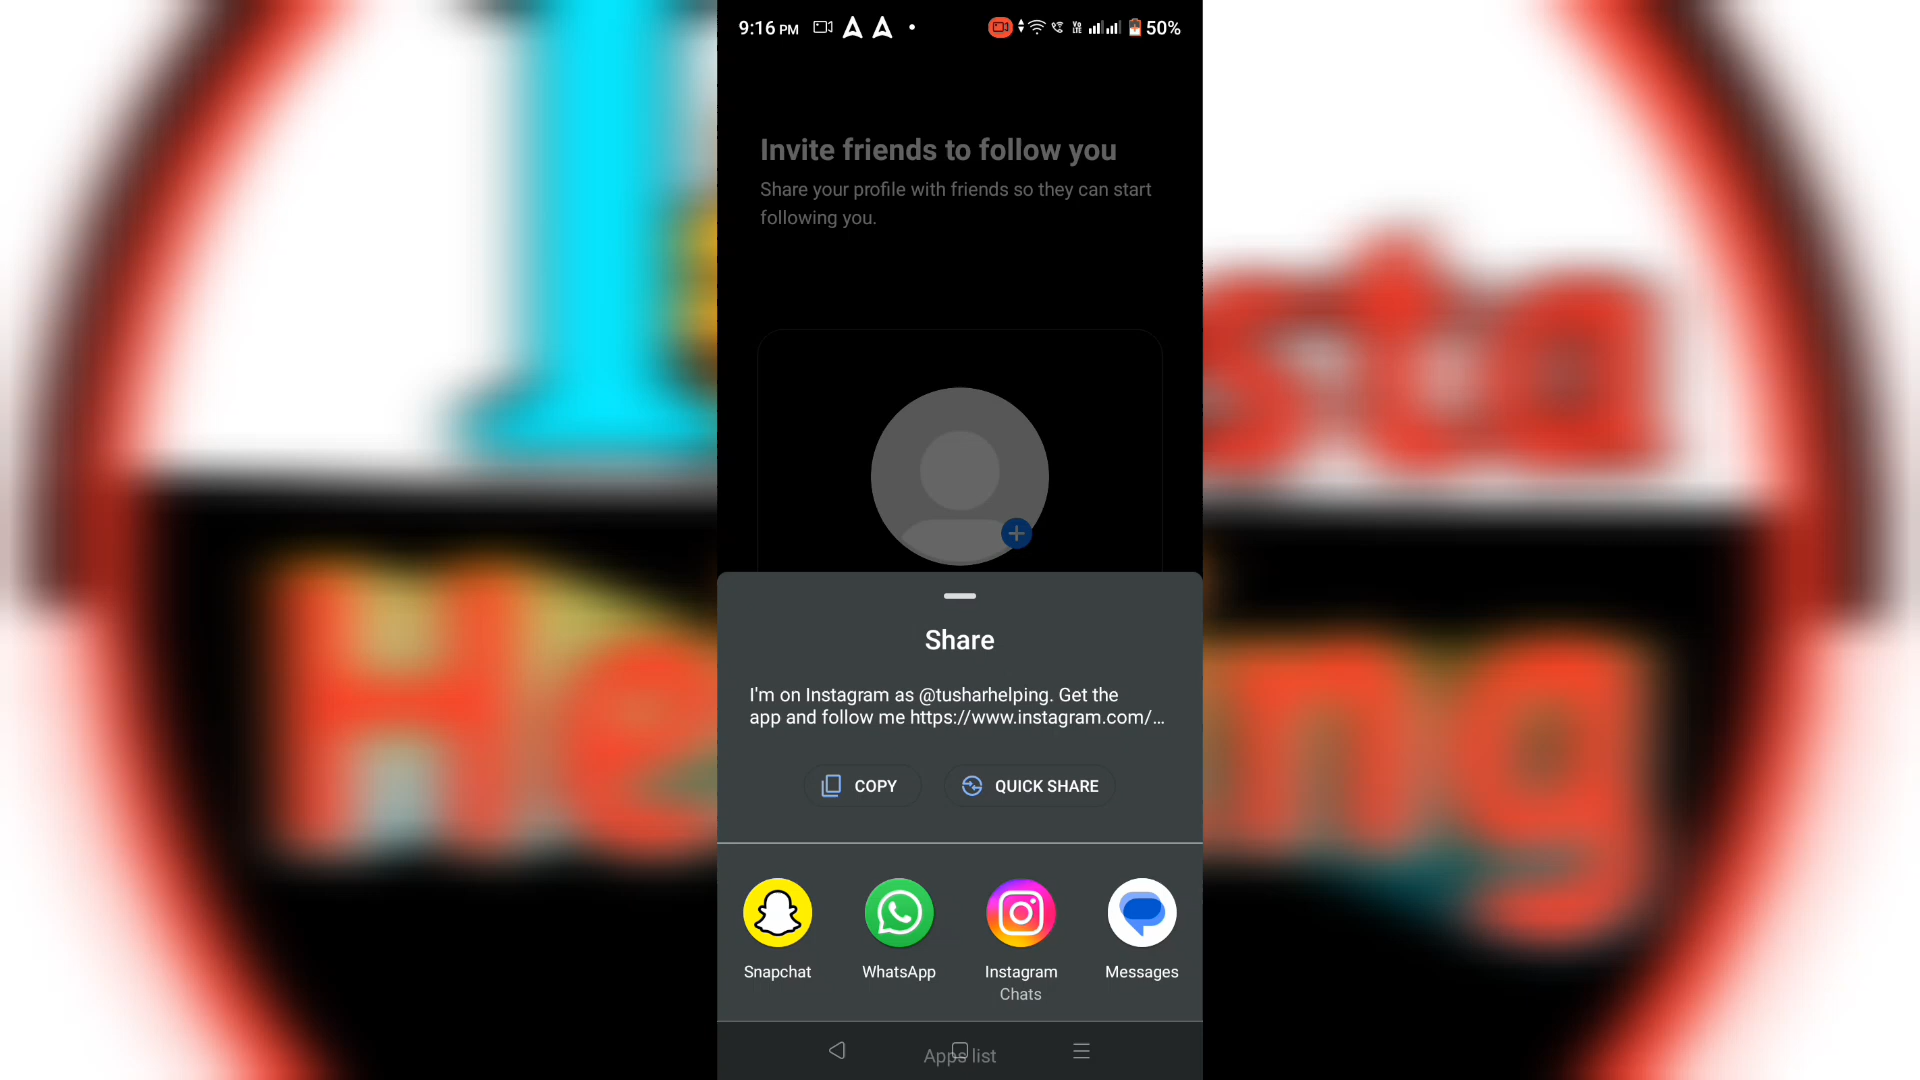 9:16 PM
50%
Invite friends to follow you
Share your profile with friends so they can start
following you.
Share
I'm on Instagram as @tusharhelping. Get the
app and follow me https://www.instagram.com/...
COPY
QUICK SHARE
Snapchat
WhatsApp
Instagram
Chats
Messages
Apps list